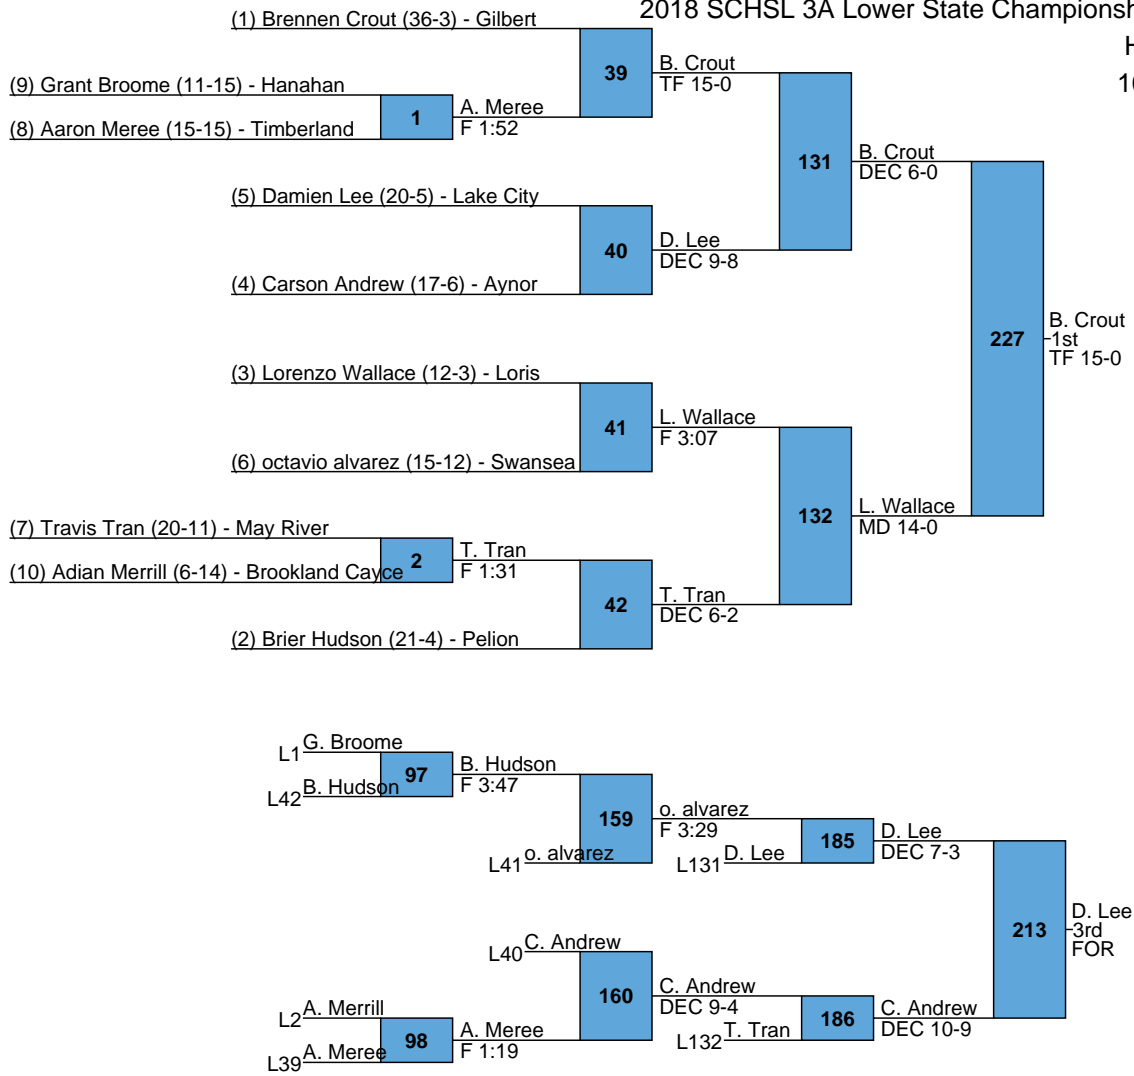 2018 SCHSL 3A Lower State Championsh
H
(1) Brennen Crout (36-3) - Gilbert
39
B. Crout
TF 15-0
(9) Grant Broome (11-15) - Hanahan
1
A. Meree
F 1:52
(8) Aaron Meree (15-15) - Timberland
131
B. Crout
DEC 6-0
(5) Damien Lee (20-5) - Lake City
40
D. Lee
DEC 9-8
(4) Carson Andrew (17-6) - Aynor
227
B. Crout
1st
TF 15-0
(3) Lorenzo Wallace (12-3) - Loris
41
L. Wallace
F 3:07
(6) octavio alvarez (15-12) - Swansea
132
L. Wallace
MD 14-0
(7) Travis Tran (20-11) - May River
2
T. Tran
F 1:31
(10) Adian Merrill (6-14) - Brookland Cayce
42
T. Tran
DEC 6-2
(2) Brier Hudson (21-4) - Pelion
L1 G. Broome
97
B. Hudson
F 3:47
L42 B. Hudson
159
o. alvarez
F 3:29
L41 o. alvarez
185
D. Lee
DEC 7-3
L131 D. Lee
213
D. Lee
3rd
FOR
L40 C. Andrew
160
C. Andrew
DEC 9-4
186
C. Andrew
DEC 10-9
L132 T. Tran
L2 A. Merrill
98
A. Meree
F 1:19
L39 A. Meree